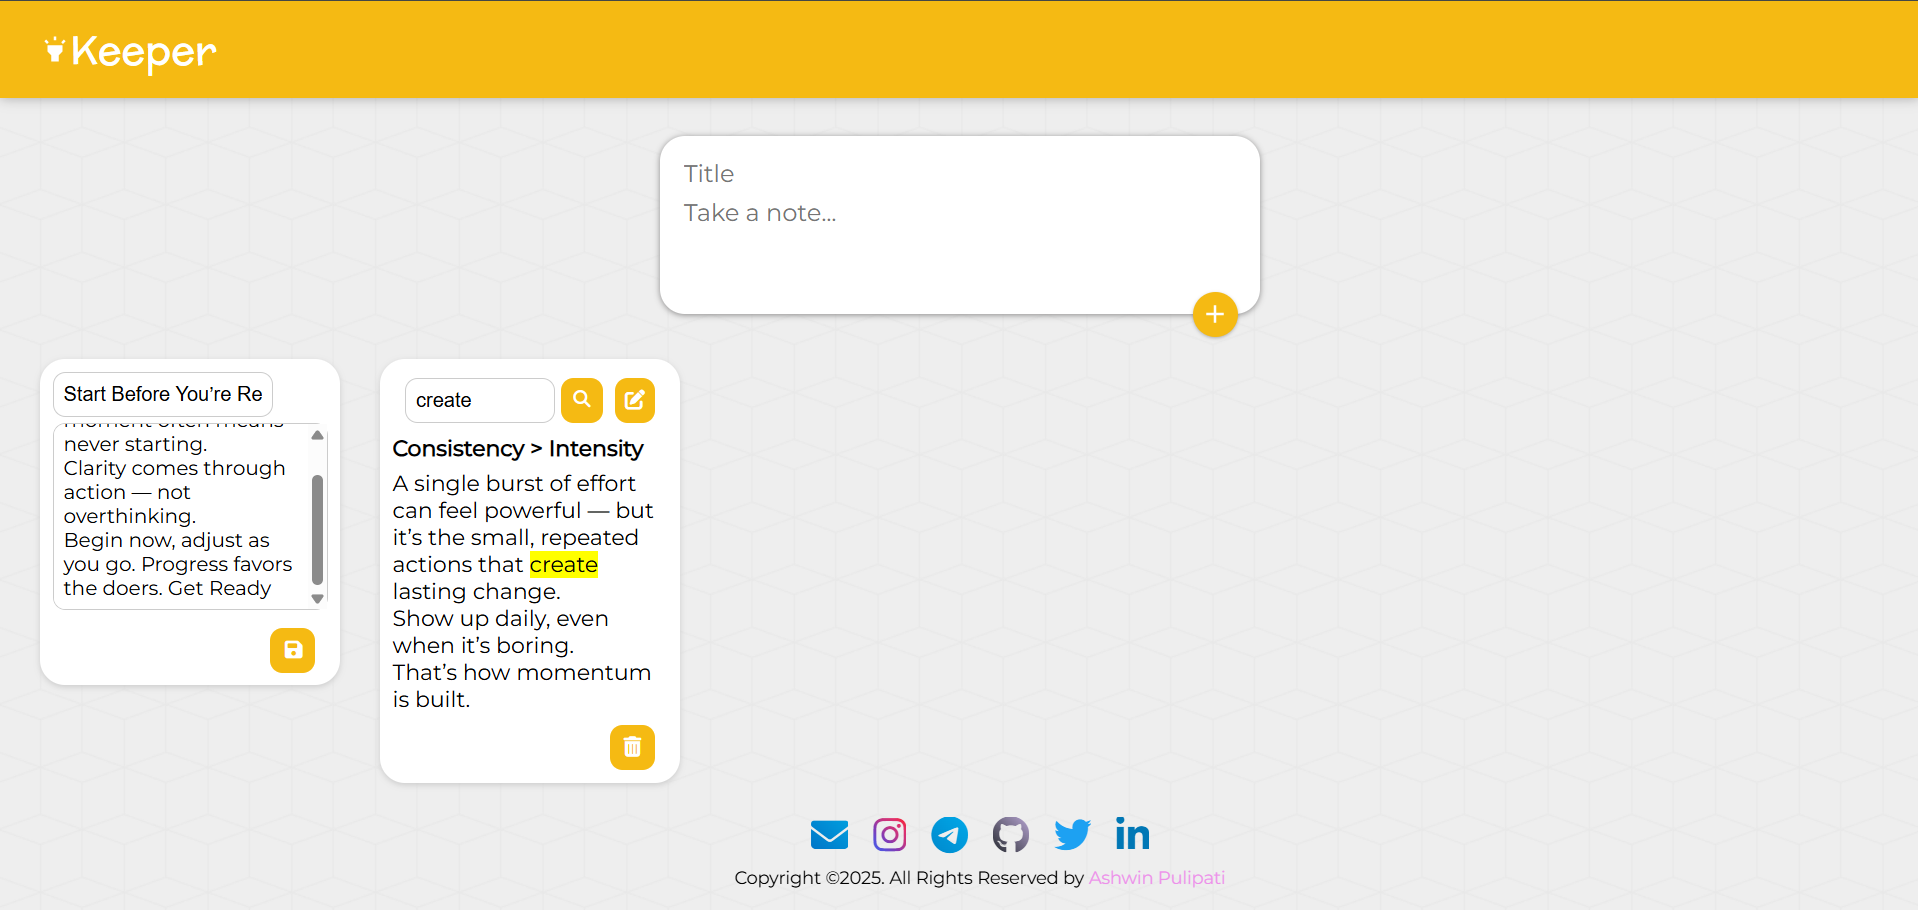 Keeper
Title
Take a note...
Start Before You’re Re
moment often means
never starting.
Clarity comes through
action — not
overthinking.
Begin now, adjust as
you go. Progress favors
the doers. Get Ready
create
Consistency > Intensity
A single burst of effort
can feel powerful — but
it’s the small, repeated
actions that create
lasting change.
Show up daily, even
when it’s boring.
That’s how momentum
is built.
Copyright ©2025. All Rights Reserved by Ashwin Pulipati